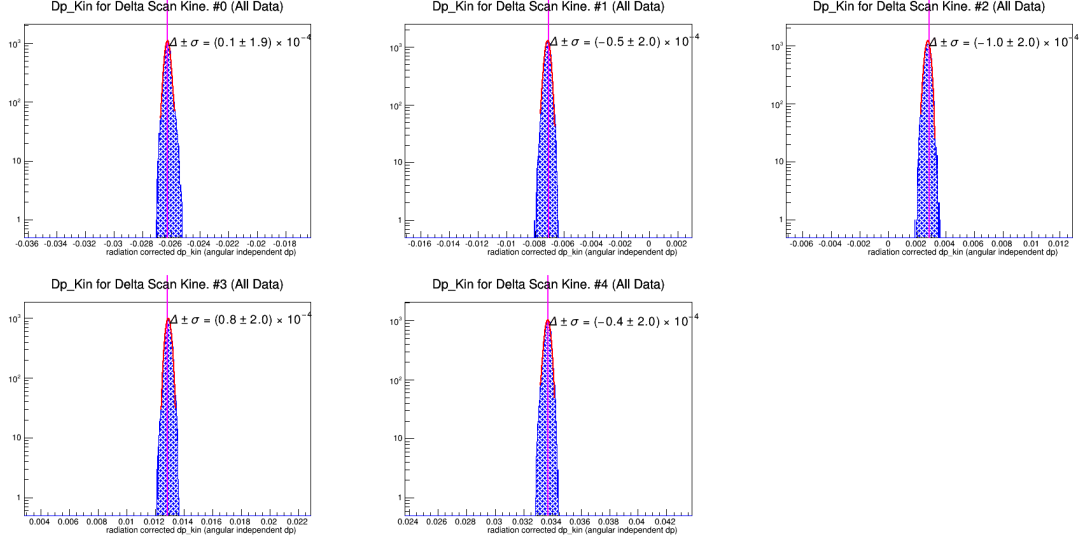 Dp_Kin for Delta Scan Kine. #0 (All Data)
Δ ± σ = (0.1 ± 1.9) × 10⁻⁴
10³
10²
10
1
-0.036 -0.034 -0.032 -0.03 -0.028 -0.026 -0.024 -0.022 -0.02 -0.018
radiation corrected dp_kin (angular independent dp)
Dp_Kin for Delta Scan Kine. #1 (All Data)
Δ ± σ = (−0.5 ± 2.0) × 10⁻⁴
10³
10²
10
1
-0.016 -0.014 -0.012 -0.01 -0.008 -0.006 -0.004 -0.002 0 0.002
radiation corrected dp_kin (angular independent dp)
Dp_Kin for Delta Scan Kine. #2 (All Data)
Δ ± σ = (−1.0 ± 2.0) × 10⁻⁴
10³
10²
10
1
-0.006 -0.004 -0.002 0 0.002 0.004 0.006 0.008 0.01 0.012
radiation corrected dp_kin (angular independent dp)
Dp_Kin for Delta Scan Kine. #3 (All Data)
Δ ± σ = (0.8 ± 2.0) × 10⁻⁴
10³
10²
10
1
0.004 0.006 0.008 0.01 0.012 0.014 0.016 0.018 0.02 0.022
radiation corrected dp_kin (angular independent dp)
Dp_Kin for Delta Scan Kine. #4 (All Data)
Δ ± σ = (−0.4 ± 2.0) × 10⁻⁴
10³
10²
10
1
0.024 0.026 0.028 0.03 0.032 0.034 0.036 0.038 0.04 0.042
radiation corrected dp_kin (angular independent dp)